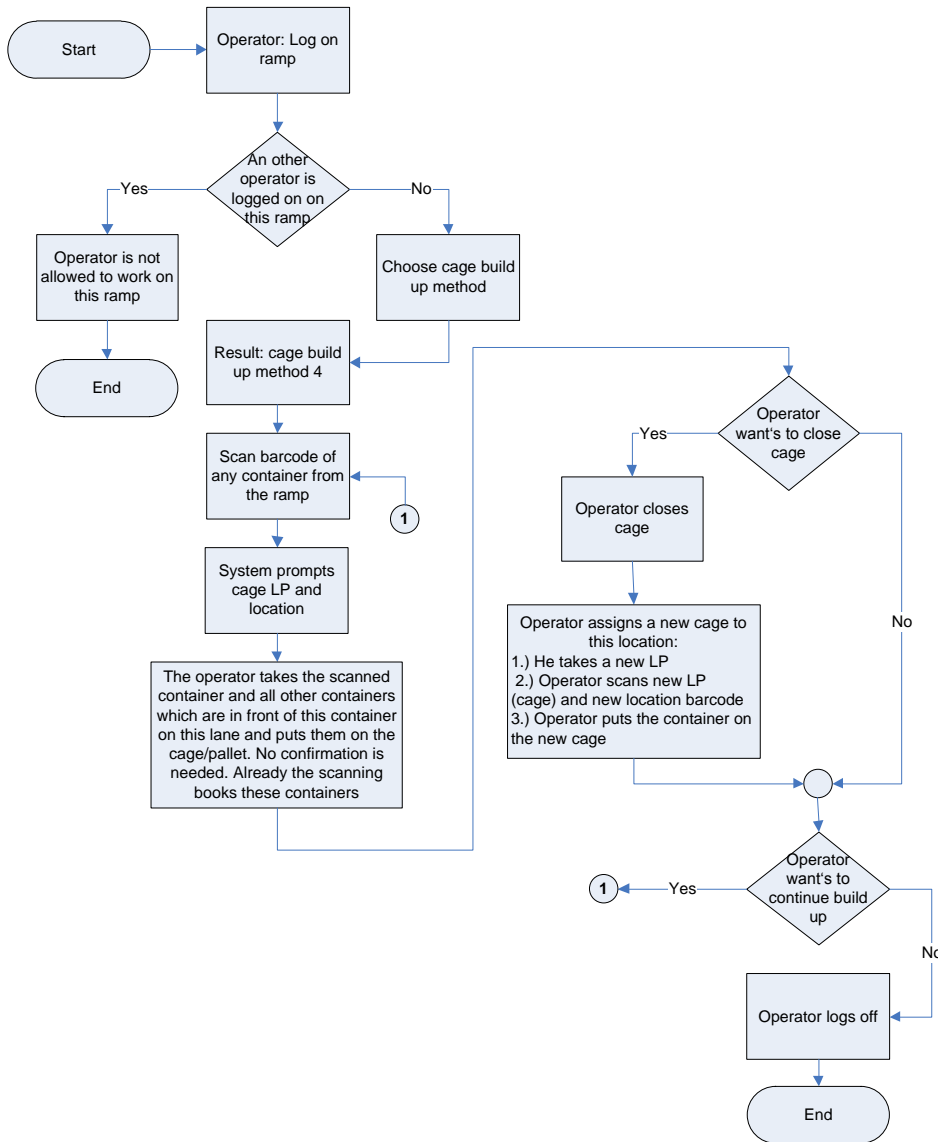 Start
Operator: Log on
ramp
An other
operator is
logged on on
this ramp
Yes
No
Operator is not
allowed to work on
this ramp
Choose cage build
up method
End
Result: cage build
up method 4
Scan barcode of
any container from
the ramp
1
System prompts
cage LP and
location
The operator takes the scanned
container and all other containers
which are in front of this container
on this lane and puts them on the
cage/pallet. No confirmation is
needed. Already the scanning
books these containers
Operator
want's to close
cage
Yes
No
Operator closes
cage
Operator assigns a new cage to
this location:
1.) He takes a new LP
2.) Operator scans new LP
(cage) and new location barcode
3.) Operator puts the container on
the new cage
Operator
want's to
continue build
up
Yes
1
No
Operator logs off
End